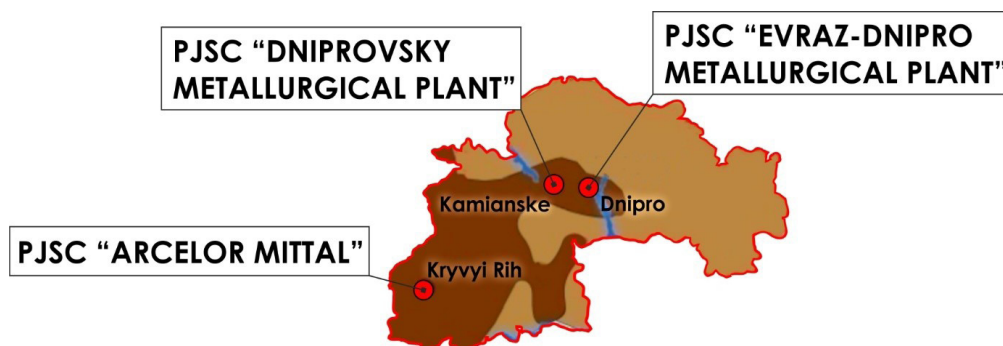 PJSC “DNIPROVSKY
METALLURGICAL PLANT”
PJSC “EVRAZ-DNIPRO
METALLURGICAL PLANT”
Kamianske
Dnipro
PJSC “ARCELOR MITTAL”
Kryvyi Rih